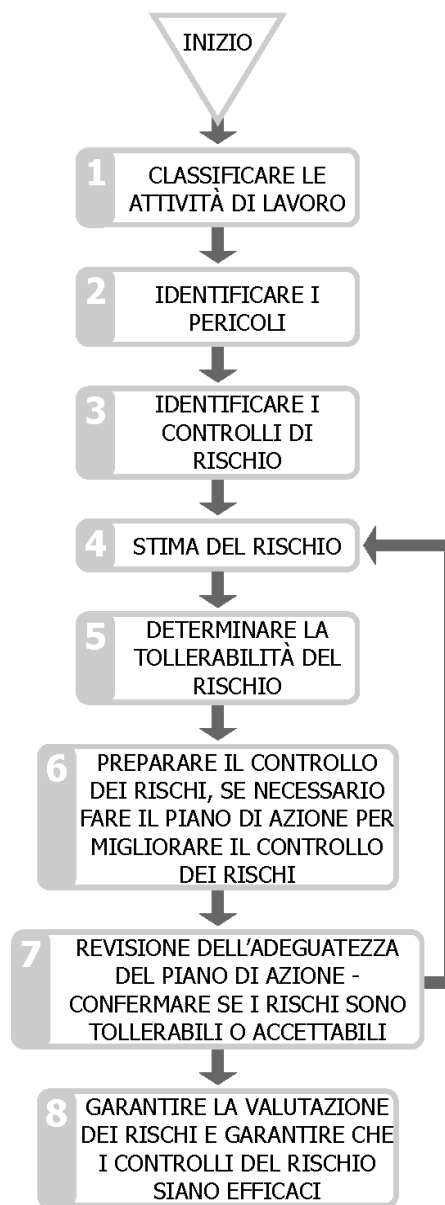 INIZIO
1
CLASSIFICARE LE
ATTIVITÀ DI LAVORO
2
IDENTIFICARE I
PERICOLI
3
IDENTIFICARE I
CONTROLLI DI
RISCHIO
4
STIMA DEL RISCHIO
5
DETERMINARE LA
TOLLERABILITÀ DEL
RISCHIO
6
PREPARARE IL CONTROLLO
DEI RISCHI, SE NECESSARIO
FARE IL PIANO DI AZIONE PER
MIGLIORARE IL CONTROLLO
DEI RISCHI
7
REVISIONE DELL'ADEGUATEZZA
DEL PIANO DI AZIONE -
CONFERMARE SE I RISCHI SONO
TOLLERABILI O ACCETTABILI
8
GARANTIRE LA VALUTAZIONE
DEI RISCHI E GARANTIRE CHE
I CONTROLLI DEL RISCHIO
SIANO EFFICACI